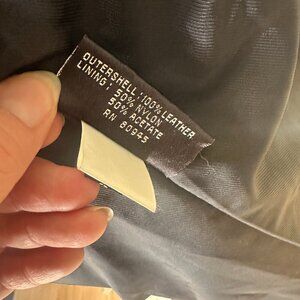 OUTERSHELL: 100% LEATHER
LINING: 50% NYLON
50% ACETATE
RN 80945